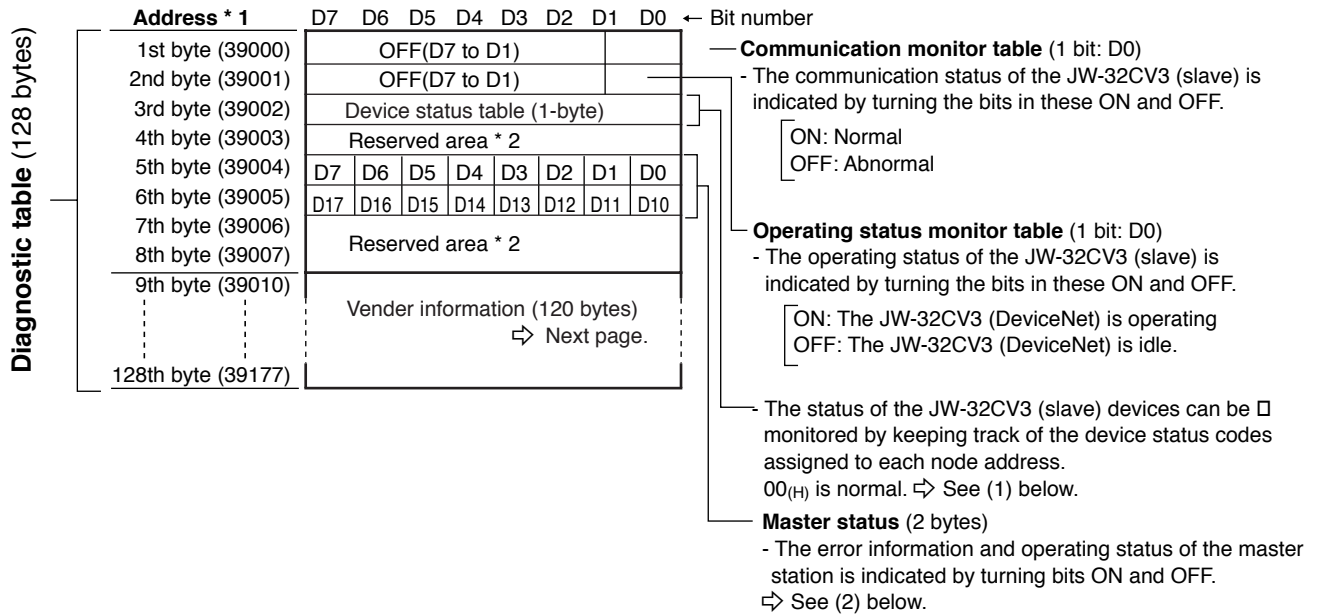 Address * 1 D7 D6 D5 D4 D3 D2 D1 D0 ← Bit number
Diagnostic table (128 bytes)
1st byte (39000) OFF(D7 to D1)
2nd byte (39001) OFF(D7 to D1)
3rd byte (39002) Device status table (1-byte)
4th byte (39003) Reserved area * 2
5th byte (39004) D7 D6 D5 D4 D3 D2 D1 D0
6th byte (39005) D17 D16 D15 D14 D13 D12 D11 D10
7th byte (39006)
Reserved area * 2
8th byte (39007)
9th byte (39010)
Vender information (120 bytes)
⇨ Next page.
128th byte (39177)
Communication monitor table (1 bit: D0)
- The communication status of the JW-32CV3 (slave) is
indicated by turning the bits in these ON and OFF.
ON: Normal
OFF: Abnormal
Operating status monitor table (1 bit: D0)
- The operating status of the JW-32CV3 (slave) is
indicated by turning the bits in these ON and OFF.
ON: The JW-32CV3 (DeviceNet) is operating
OFF: The JW-32CV3 (DeviceNet) is idle.
- The status of the JW-32CV3 (slave) devices can be □
monitored by keeping track of the device status codes
assigned to each node address.
00(H) is normal. ⇨ See (1) below.
Master status (2 bytes)
- The error information and operating status of the master
station is indicated by turning bits ON and OFF.
⇨ See (2) below.